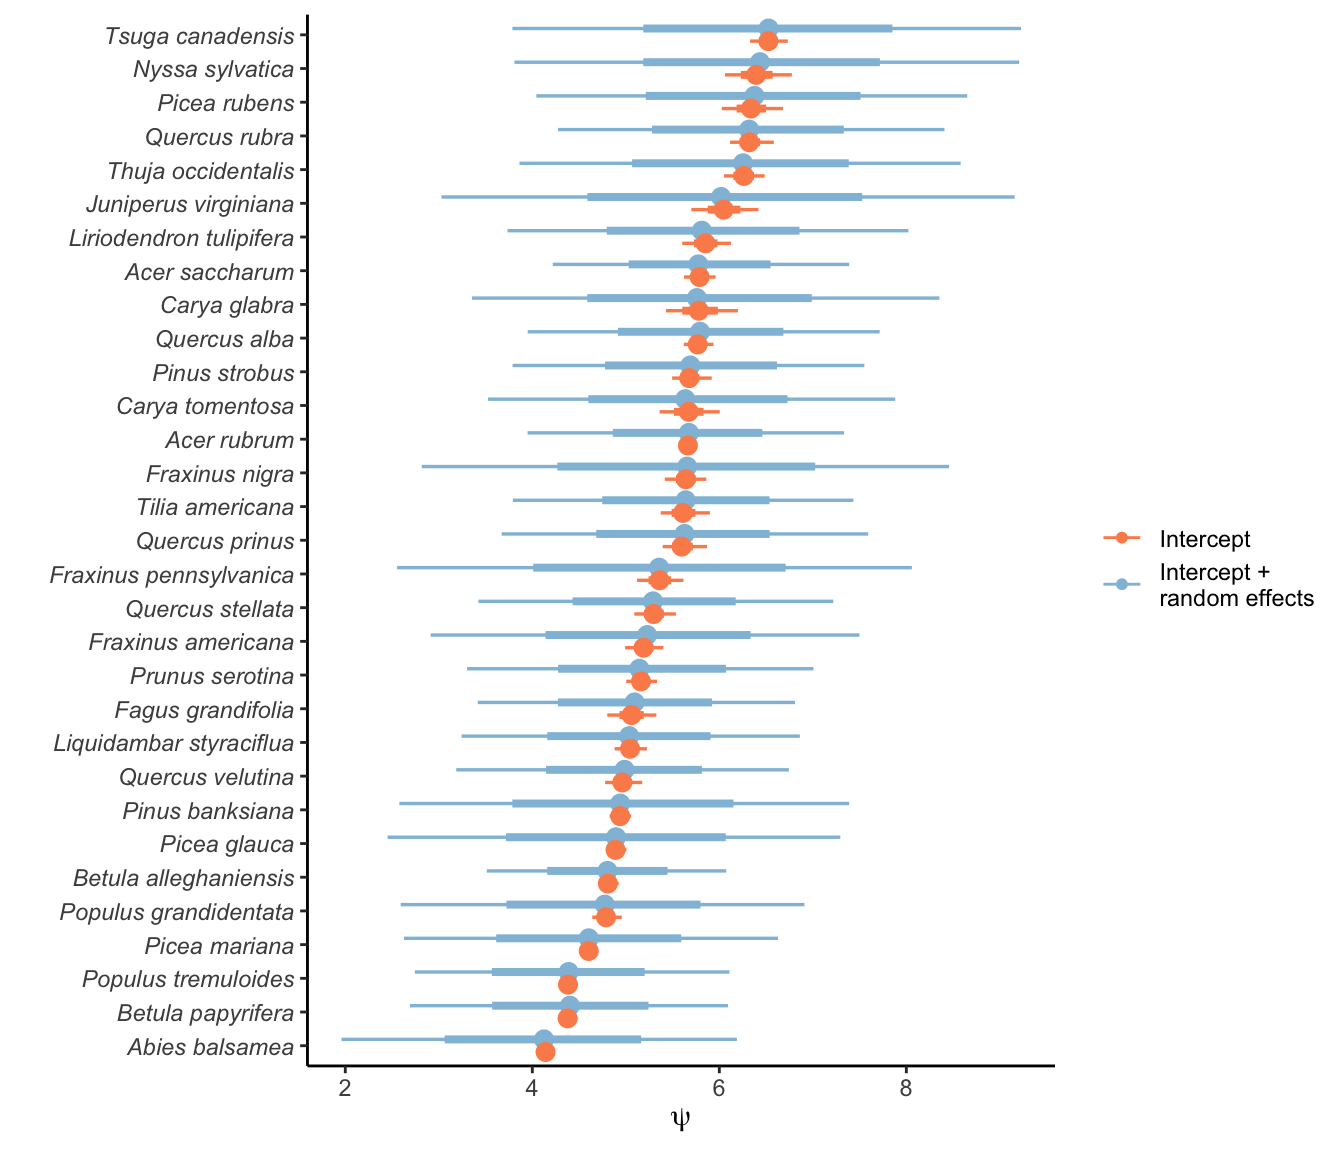 Tsuga canadensis
Nyssa sylvatica
Picea rubens
Quercus rubra
Thuja occidentalis
Juniperus virginiana
Liriodendron tulipifera
Acer saccharum
Carya glabra
Quercus alba
Pinus strobus
Carya tomentosa
Acer rubrum
Fraxinus nigra
Tilia americana
Quercus prinus
Fraxinus pennsylvanica
Quercus stellata
Fraxinus americana
Prunus serotina
Fagus grandifolia
Liquidambar styraciflua
Quercus velutina
Pinus banksiana
Picea glauca
Betula alleghaniensis
Populus grandidentata
Picea mariana
Populus tremuloides
Betula papyrifera
Abies balsamea
2 4 6 8
ψ
Intercept
Intercept +
random effects